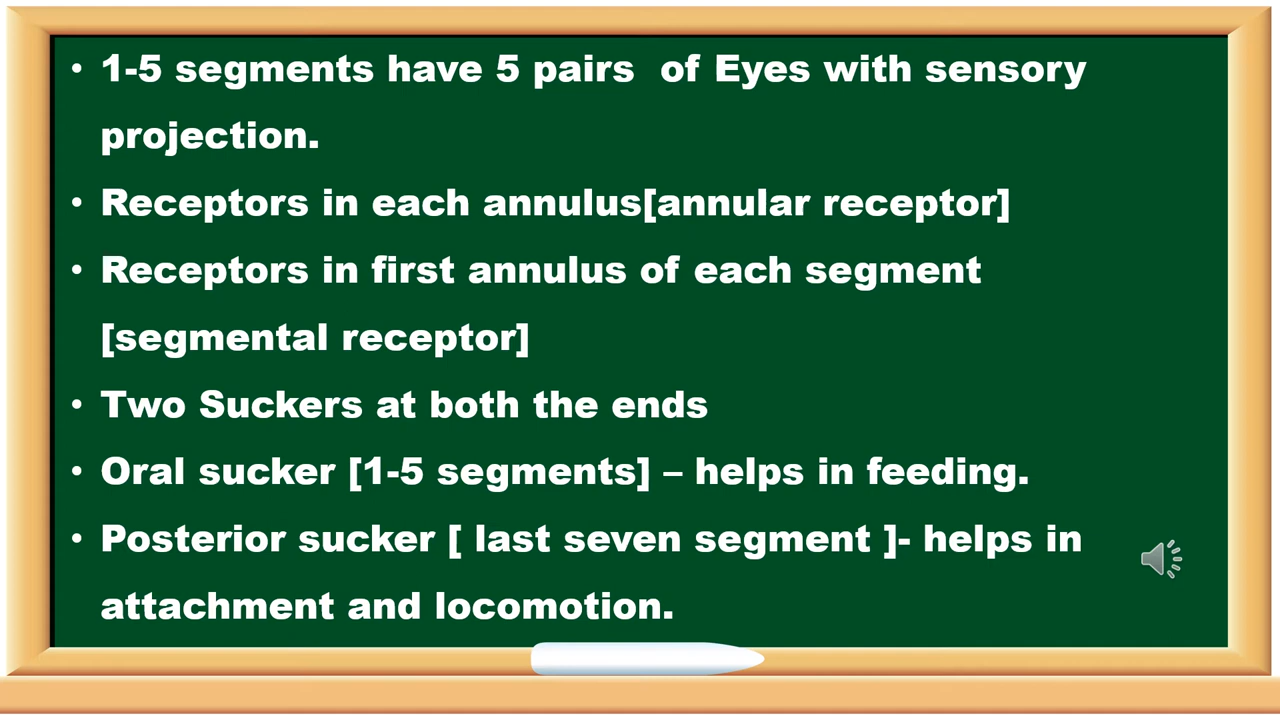 • 1-5 segments have 5 pairs  of Eyes with sensory
projection.
• Receptors in each annulus[annular receptor]
• Receptors in first annulus of each segment
[segmental receptor]
• Two Suckers at both the ends
• Oral sucker [1-5 segments] – helps in feeding.
• Posterior sucker [ last seven segment ]- helps in
attachment and locomotion.